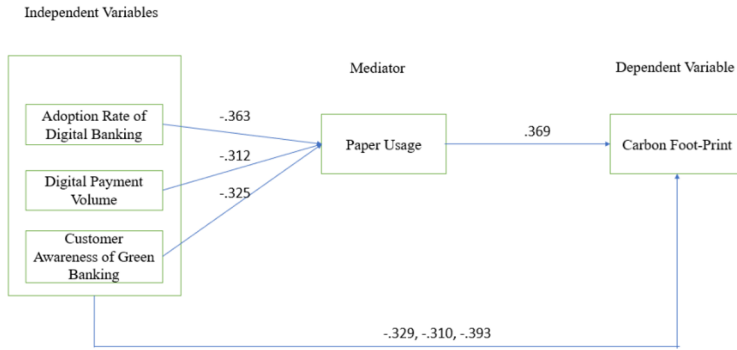 Independent Variables
Mediator
Dependent Variable
Adoption Rate of
Digital Banking
-.363
Paper Usage
.369
Carbon Foot-Print
-.312
Digital Payment
Volume
-.325
Customer
Awareness of Green
Banking
-.329, -.310, -.393